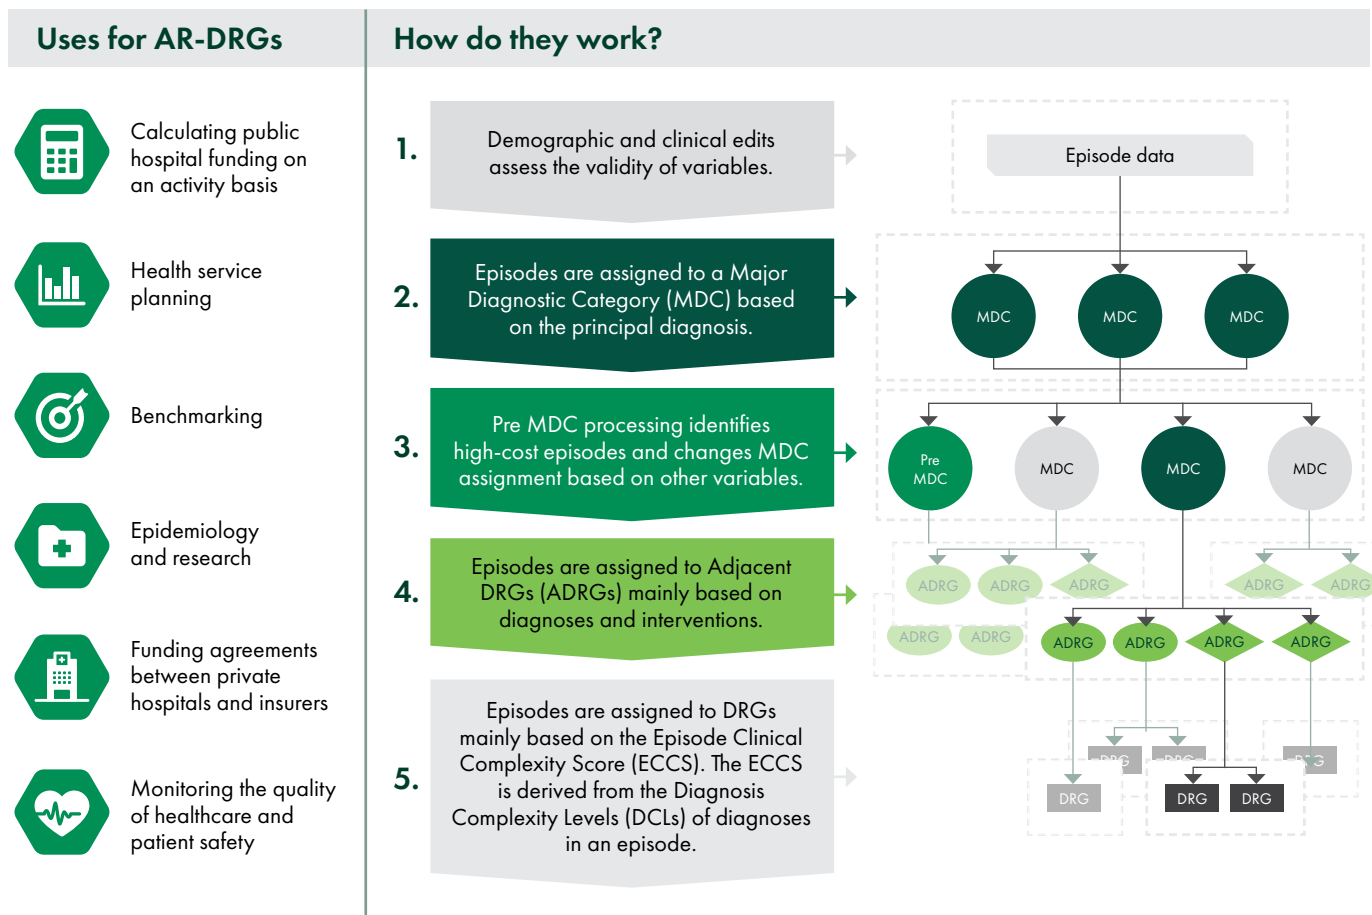 Uses for AR-DRGs
Calculating public
hospital funding on
an activity basis
Health service
planning
Benchmarking
Epidemiology
and research
Funding agreements
between private
hospitals and insurers
Monitoring the quality
of healthcare and
patient safety
How do they work?
1.
Demographic and clinical edits
assess the validity of variables.
2.
Episodes are assigned to a Major
Diagnostic Category (MDC) based
on the principal diagnosis.
3.
Pre MDC processing identifies
high-cost episodes and changes MDC
assignment based on other variables.
4.
Episodes are assigned to Adjacent
DRGs (ADRGs) mainly based on
diagnoses and interventions.
5.
Episodes are assigned to DRGs
mainly based on the Episode Clinical
Complexity Score (ECCS). The ECCS
is derived from the Diagnosis
Complexity Levels (DCLs) of diagnoses
in an episode.
Episode data
MDC MDC MDC
Pre
MDC
MDC MDC MDC
ADRG ADRG ADRG ADRG ADRG
ADRG ADRG ADRG ADRG ADRG ADRG
DRG DRG DRG
DRG DRG DRG